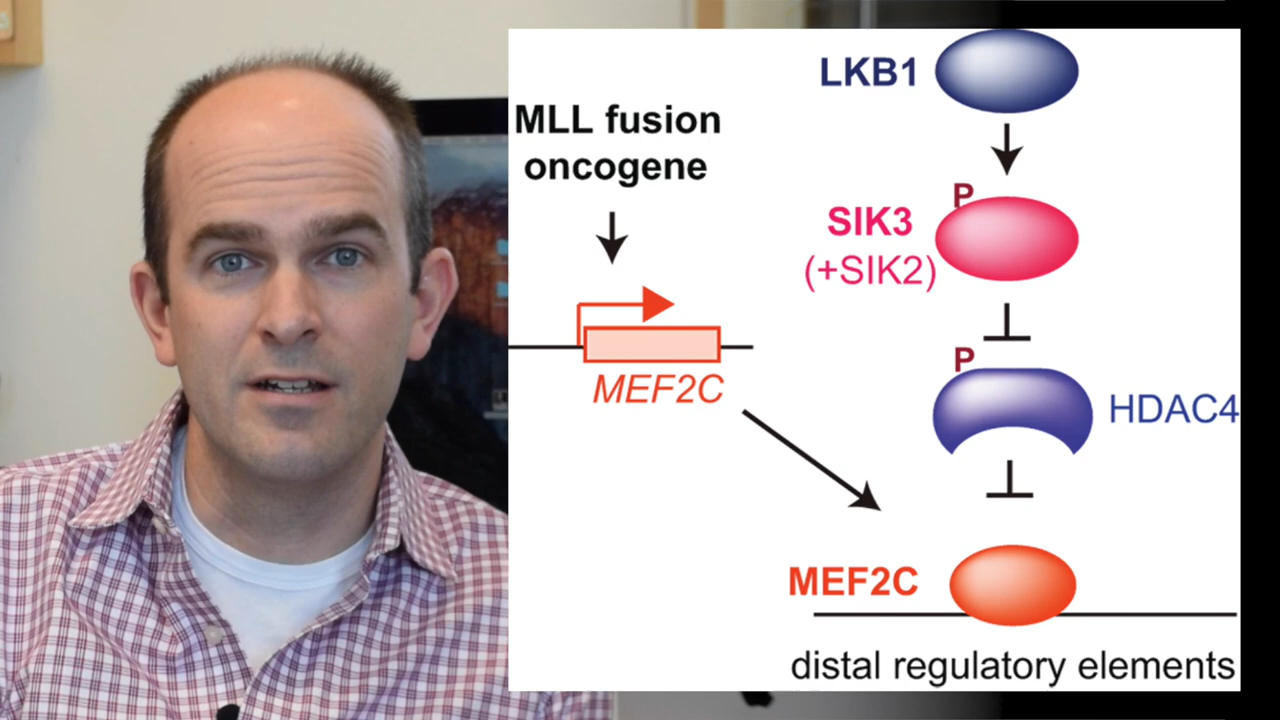 MLL fusion
oncogene
MEF2C
LKB1
P
SIK3
(+SIK2)
P
HDAC4
MEF2C
distal regulatory elements